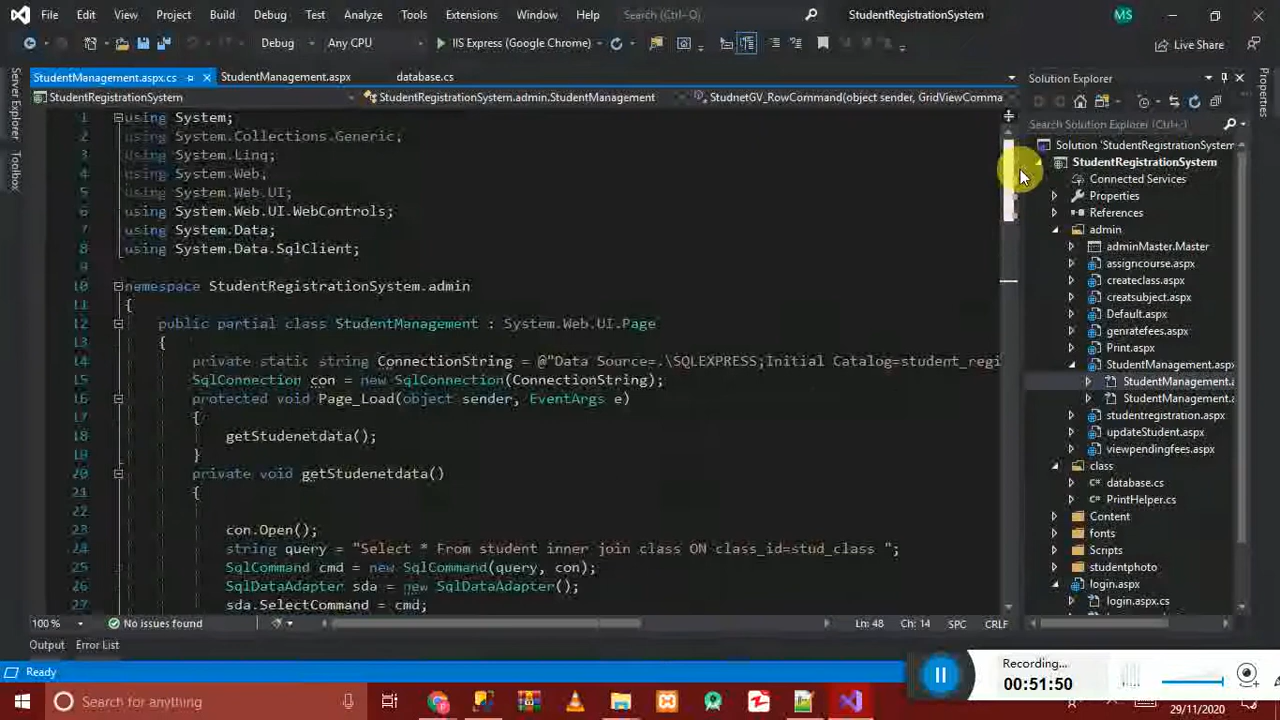 File Edit View Project Build Debug Test Analyze Tools Extensions Window Help Search (Ctrl+Q) StudentRegistrationSystem MS
Debug Any CPU IIS Express (Google Chrome) Live Share
Server Explorer
Toolbox
StudentManagement.aspx.cs StudentManagement.aspx database.cs
StudentRegistrationSystem StudentRegistrationSystem.admin.StudentManagement StudnetGV_RowCommand(object sender, GridViewComma
1 using System;
2 using System.Collections.Generic;
3 using System.Linq;
4 using System.Web;
5 using System.Web.UI;
6 using System.Web.UI.WebControls;
7 using System.Data;
8 using System.Data.SqlClient;
9
10 namespace StudentRegistrationSystem.admin
11 {
12 public partial class StudentManagement : System.Web.UI.Page
13 {
14 private static string ConnectionString = @"Data Source=.\SQLEXPRESS;Initial Catalog=student_regi
15 SqlConnection con = new SqlConnection(ConnectionString);
16 protected void Page_Load(object sender, EventArgs e)
17 {
18 getStudenetdata();
19 }
20 private void getStudenetdata()
21 {
22
23 con.Open();
24 string query = "Select * From student inner join class ON class_id=stud_class ";
25 SqlCommand cmd = new SqlCommand(query, con);
26 SqlDataAdapter sda = new SqlDataAdapter();
27 sda.SelectCommand = cmd;
100 % No issues found Ln: 48 Ch: 14 SPC CRLF
Output Error List
Ready
Solution Explorer
Search Solution Explorer (Ctrl+;)
Solution 'StudentRegistrationSystem
StudentRegistrationSystem
Connected Services
Properties
References
admin
adminMaster.Master
assigncourse.aspx
createclass.aspx
creatsubject.aspx
Default.aspx
genratefees.aspx
Print.aspx
StudentManagement.aspx
StudentManagement.a
StudentManagement.
studentregistration.aspx
updateStudent.aspx
viewpendingfees.aspx
class
database.cs
PrintHelper.cs
Content
fonts
Scripts
studentphoto
login.aspx
login.aspx.cs
Properties
Recording...
00:51:50
Search for anything
29/11/2020